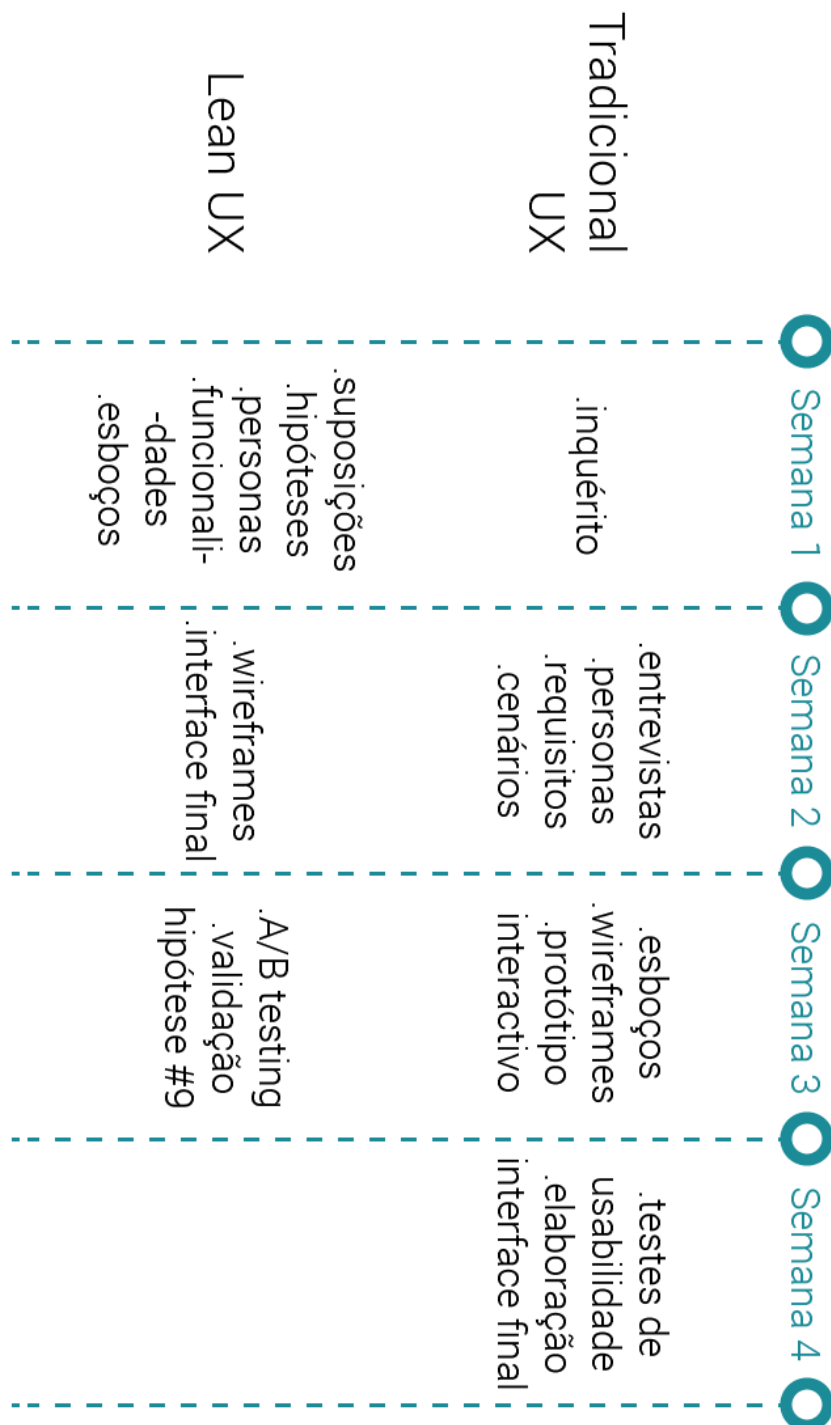 Semana 1
Semana 2
Semana 3
Semana 4
Tradicional
UX
.inquérito
.entrevistas
.personas
.requisitos
.cenários
.esboços
.wireframes
.protótipo
interactivo
.testes de
usabilidade
.elaboração
interface final
Lean UX
.suposições
.hipóteses
.personas
.funcionali-
-dades
.esboços
.wireframes
.interface final
.A/B testing
.validação
hipótese #9